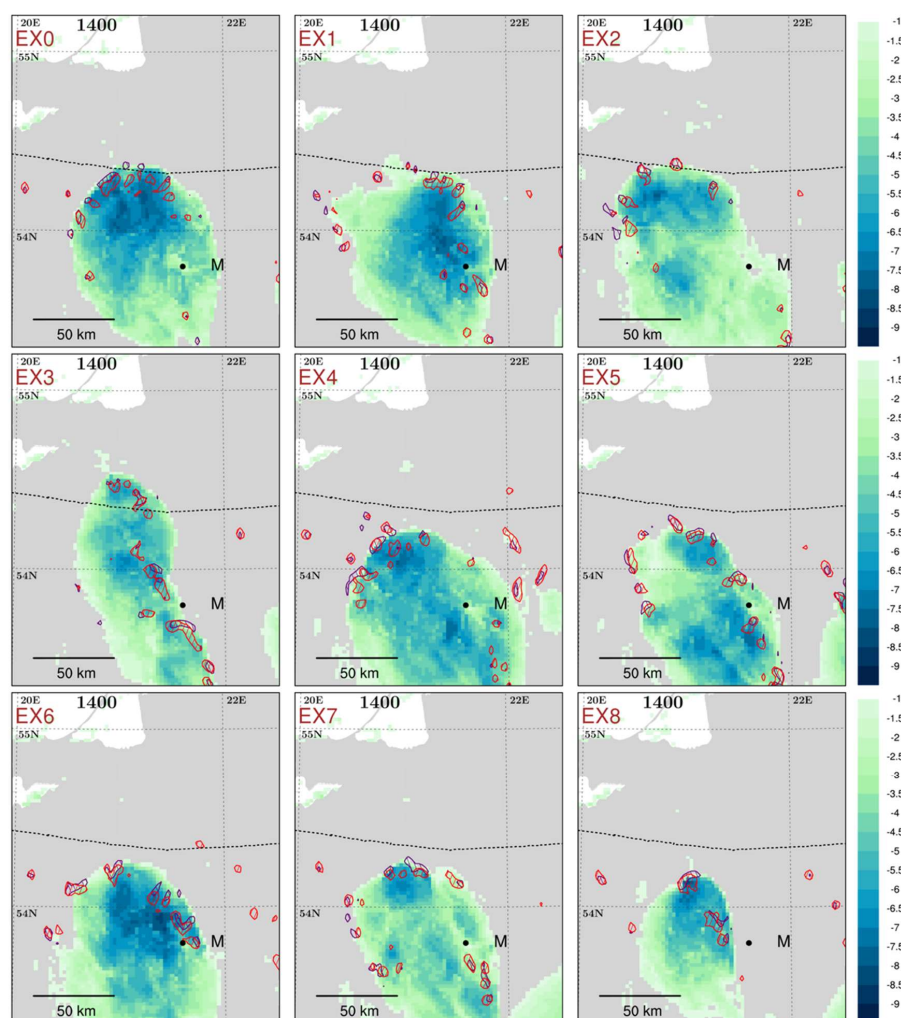 20E 1400 22E
EX0
55N
54N
M
50 km
20E 1400 22E
EX1
55N
54N
M
50 km
20E 1400 22E
EX2
55N
54N
M
50 km
-1
-1.5
-2
-2.5
-3
-3.5
-4
-4.5
-5
-5.5
-6
-6.5
-7
-7.5
-8
-8.5
-9
20E 1400 22E
EX3
55N
54N
M
50 km
20E 1400 22E
EX4
55N
54N
M
50 km
20E 1400 22E
EX5
55N
54N
M
50 km
-1
-1.5
-2
-2.5
-3
-3.5
-4
-4.5
-5
-5.5
-6
-6.5
-7
-7.5
-8
-8.5
-9
20E 1400 22E
EX6
55N
54N
M
50 km
20E 1400 22E
EX7
55N
54N
M
50 km
20E 1400 22E
EX8
55N
54N
M
50 km
-1
-1.5
-2
-2.5
-3
-3.5
-4
-4.5
-5
-5.5
-6
-6.5
-7
-7.5
-8
-8.5
-9